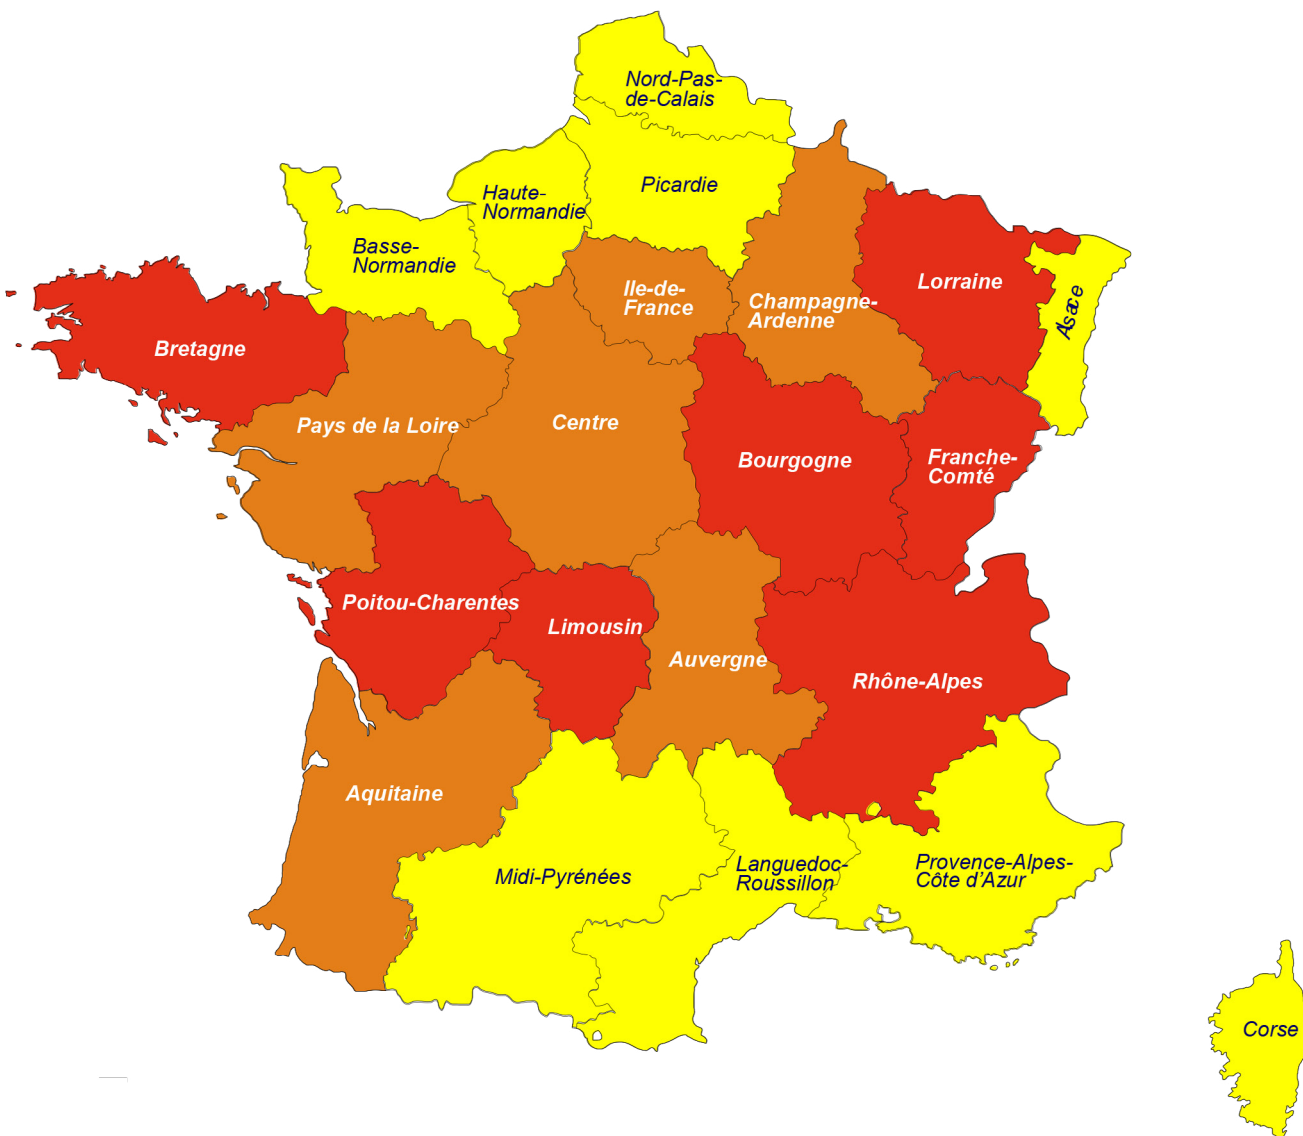 Nord-Pas-
de-Calais
Picardie
Haute-
Normandie
Basse-
Normandie
Ile-de-
France
Champagne-
Ardenne
Lorraine
Alsace
Bretagne
Pays de la Loire
Centre
Bourgogne
Franche-
Comté
Poitou-Charentes
Limousin
Auvergne
Rhône-Alpes
Aquitaine
Midi-Pyrénées
Languedoc-
Roussillon
Provence-Alpes-
Côte d'Azur
Corse